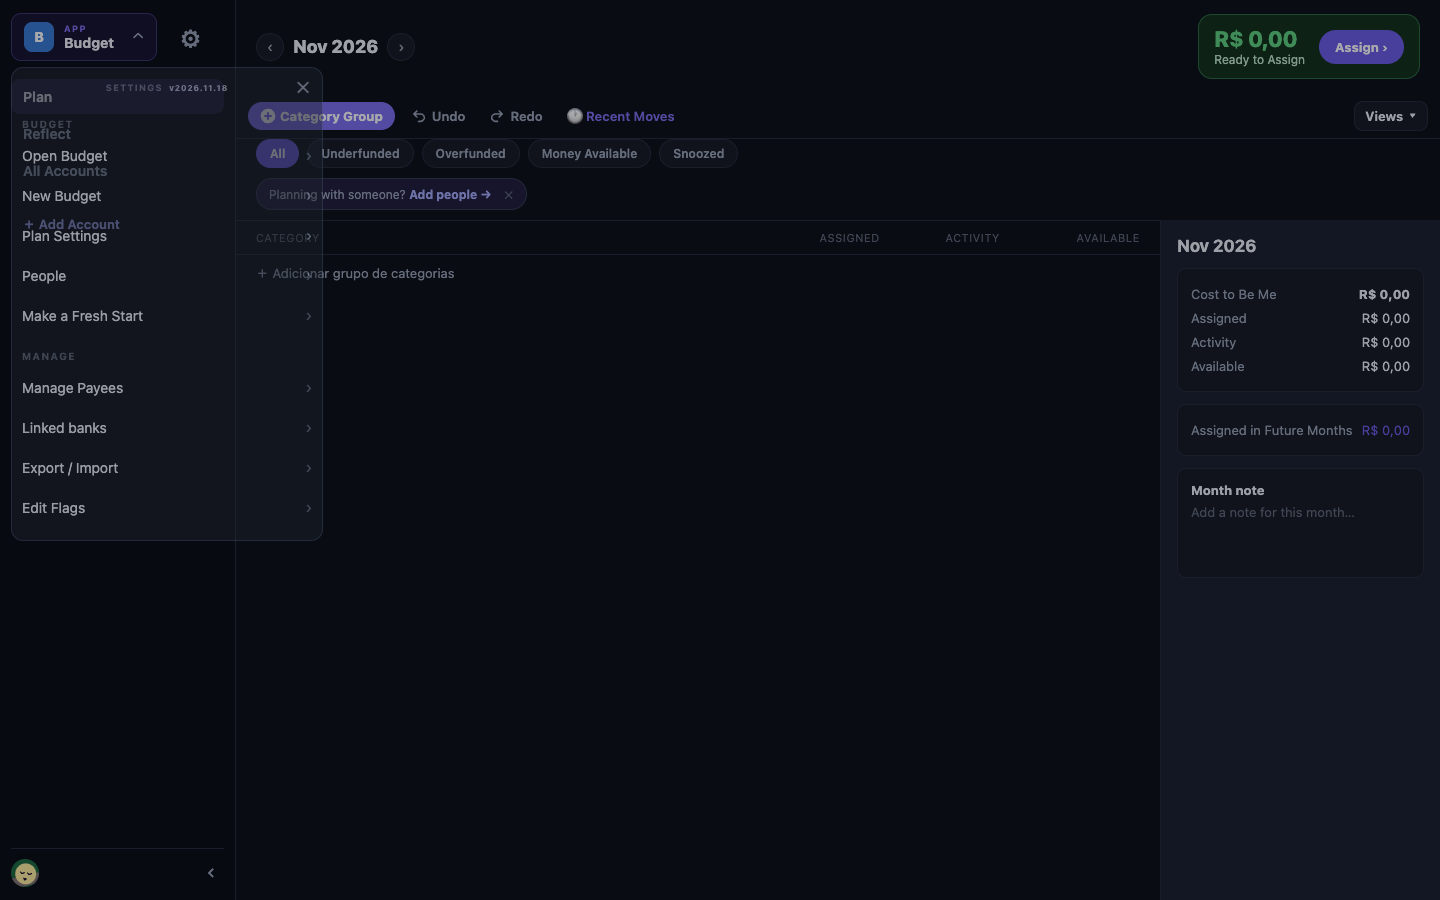 B
APP
Budget
‹ Nov 2026 ›
R$ 0,00
Ready to Assign
Assign ›
SETTINGS v2026.11.18
Plan
BUDGET
Reflect
Open Budget
All Accounts
New Budget
+ Add Account
Plan Settings
People
Make a Fresh Start
MANAGE
Manage Payees
Linked banks
Export / Import
Edit Flags
Category Group
Undo
Redo
Recent Moves
Views
All
Underfunded
Overfunded
Money Available
Snoozed
Planning with someone? Add people →
CATEGORY
ASSIGNED
ACTIVITY
AVAILABLE
+ Adicionar grupo de categorias
Nov 2026
Cost to Be Me R$ 0,00
Assigned R$ 0,00
Activity R$ 0,00
Available R$ 0,00
Assigned in Future Months R$ 0,00
Month note
Add a note for this month...